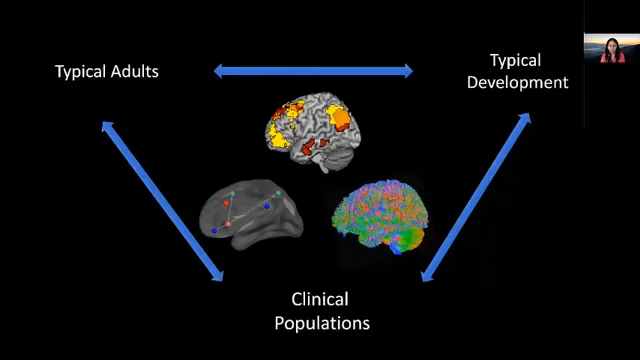 Typical Adults
Typical
Development
Clinical
Populations